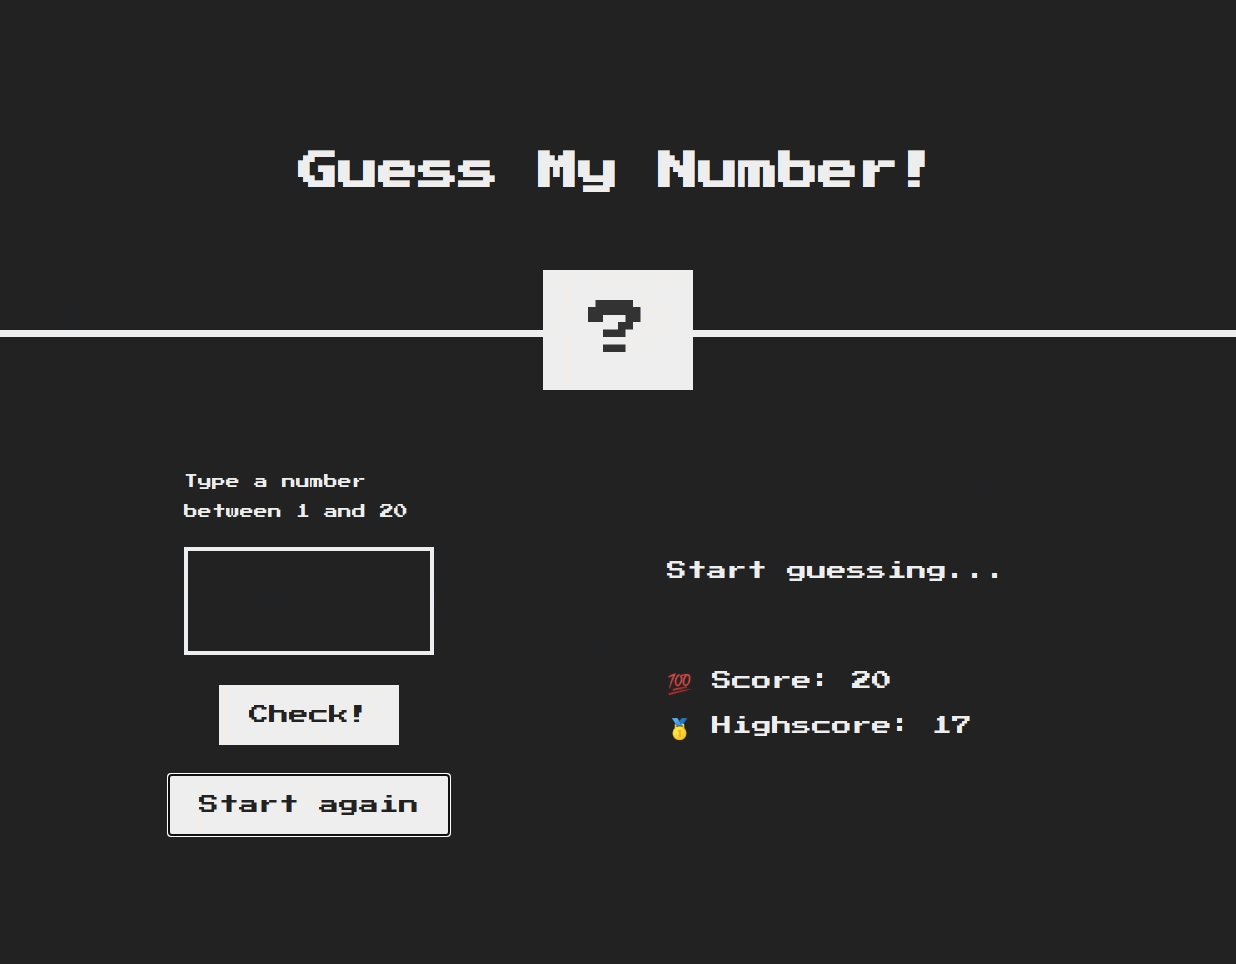 Guess My Number!
?
Type a number
between 1 and 20
Check!
Start again
Start guessing...
💯 Score: 20
🥇 Highscore: 17